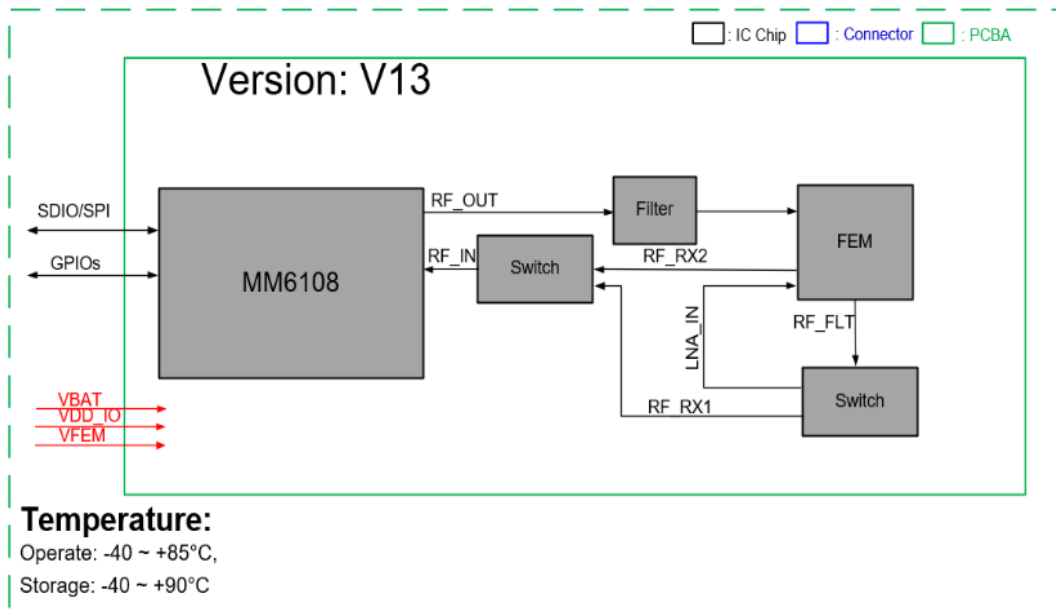 : IC Chip : Connector : PCBA
Version: V13
SDIO/SPI
GPIOs
MM6108
RF_OUT
RF_IN
Switch
Filter
RF_RX2
FEM
LNA_IN
RF_FLT
RF_RX1
Switch
VBAT
VDD_IO
VFEM
Temperature:
Operate: -40 ~ +85°C,
Storage: -40 ~ +90°C